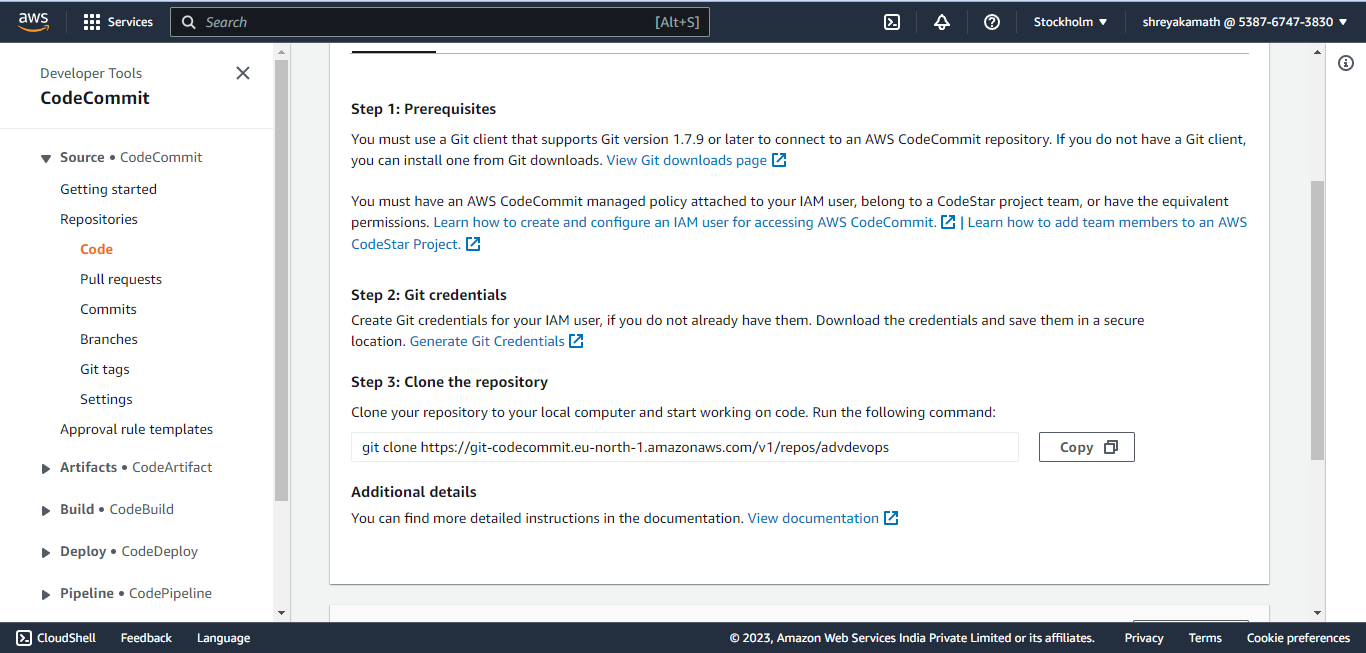 aws
Services
Search [Alt+S]
Stockholm
shreyakamath @ 5387-6747-3830
Developer Tools
CodeCommit
Source • CodeCommit
Getting started
Repositories
Code
Pull requests
Commits
Branches
Git tags
Settings
Approval rule templates
Artifacts • CodeArtifact
Build • CodeBuild
Deploy • CodeDeploy
Pipeline • CodePipeline
Step 1: Prerequisites
You must use a Git client that supports Git version 1.7.9 or later to connect to an AWS CodeCommit repository. If you do not have a Git client,
you can install one from Git downloads. View Git downloads page
You must have an AWS CodeCommit managed policy attached to your IAM user, belong to a CodeStar project team, or have the equivalent
permissions. Learn how to create and configure an IAM user for accessing AWS CodeCommit. | Learn how to add team members to an AWS
CodeStar Project.
Step 2: Git credentials
Create Git credentials for your IAM user, if you do not already have them. Download the credentials and save them in a secure
location. Generate Git Credentials
Step 3: Clone the repository
Clone your repository to your local computer and start working on code. Run the following command:
git clone https://git-codecommit.eu-north-1.amazonaws.com/v1/repos/advdevops
Copy
Additional details
You can find more detailed instructions in the documentation. View documentation
CloudShell
Feedback
Language
© 2023, Amazon Web Services India Private Limited or its affiliates.
Privacy
Terms
Cookie preferences